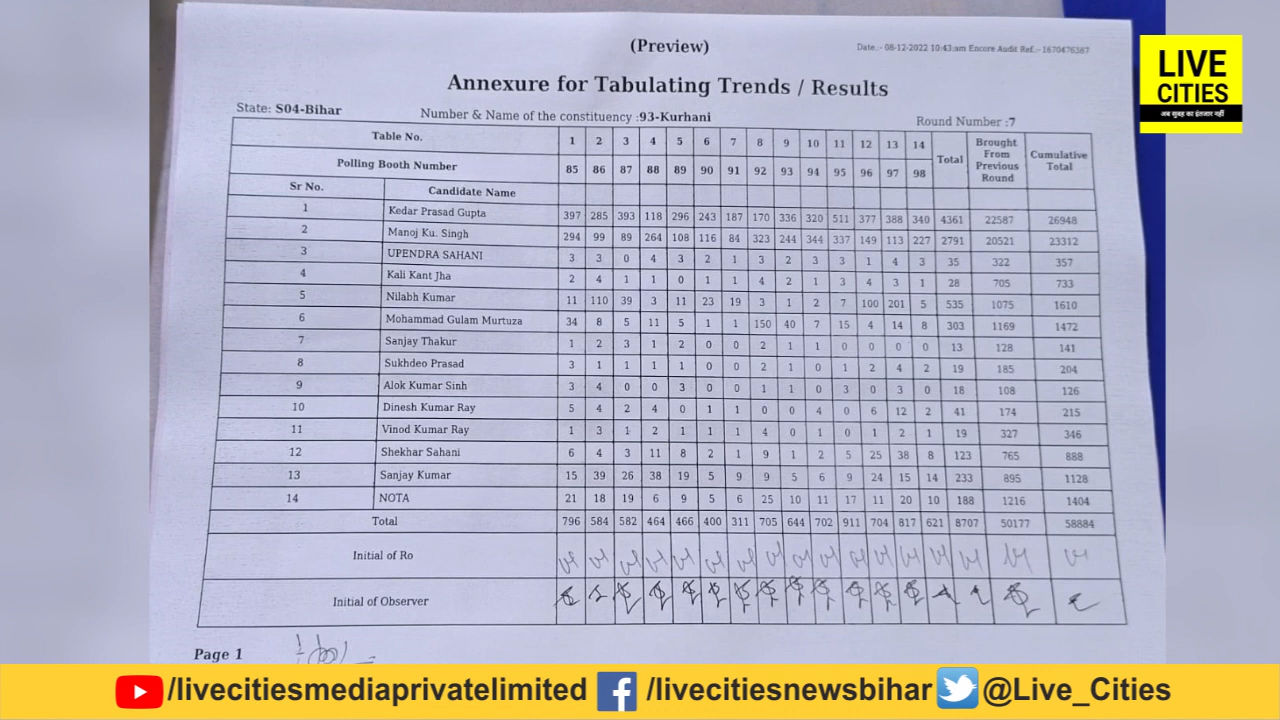 (Preview)
Date :- 08-12-2022 10:43:am Encore Audit Ref.:- 1670476387
Annexure for Tabulating Trends / Results
State: S04-Bihar Number & Name of the constituency :93-Kurhani Round Number :7
Table No. 1 2 3 4 5 6 7 8 9 10 11 12 13 14 Total Brought From Previous Round Cumulative Total
Polling Booth Number 85 86 87 88 89 90 91 92 93 94 95 96 97 98
Sr No. Candidate Name
1 Kedar Prasad Gupta 397 285 393 118 296 243 187 170 336 320 511 377 388 340 4361 22587 26948
2 Manoj Ku. Singh 294 99 89 264 108 116 84 323 244 344 337 149 113 227 2791 20521 23312
3 UPENDRA SAHANI 3 3 0 4 3 2 1 3 2 3 3 1 4 3 35 322 357
4 Kali Kant Jha 2 4 1 1 0 1 1 4 2 1 3 4 3 1 28 705 733
5 Nilabh Kumar 11 110 39 3 11 23 19 3 1 2 7 100 201 5 535 1075 1610
6 Mohammad Gulam Murtuza 34 8 5 11 5 1 1 150 40 7 15 4 14 8 303 1169 1472
7 Sanjay Thakur 1 2 3 1 2 0 0 2 1 1 0 0 0 0 13 128 141
8 Sukhdeo Prasad 3 1 1 1 1 0 0 2 1 0 1 2 4 2 19 185 204
9 Alok Kumar Sinh 3 4 0 0 3 0 0 1 1 0 3 0 3 0 18 108 126
10 Dinesh Kumar Ray 5 4 2 4 0 1 1 0 0 4 0 6 12 2 41 174 215
11 Vinod Kumar Ray 1 3 1 2 1 1 1 4 0 1 0 1 2 1 19 327 346
12 Shekhar Sahani 6 4 3 11 8 2 1 9 1 2 5 25 38 8 123 765 888
13 Sanjay Kumar 15 39 26 38 19 5 9 9 5 6 9 24 15 14 233 895 1128
14 NOTA 21 18 19 6 9 5 6 25 10 11 17 11 20 10 188 1216 1404
Total 796 584 582 464 466 400 311 705 644 702 911 704 817 621 8707 50177 58884
Initial of Ro
Initial of Observer
Page 1
LIVE
CITIES
अब सुबह का इंतजार नहीं
/livecitiesmediaprivatelimited /livecitiesnewsbihar @Live_Cities